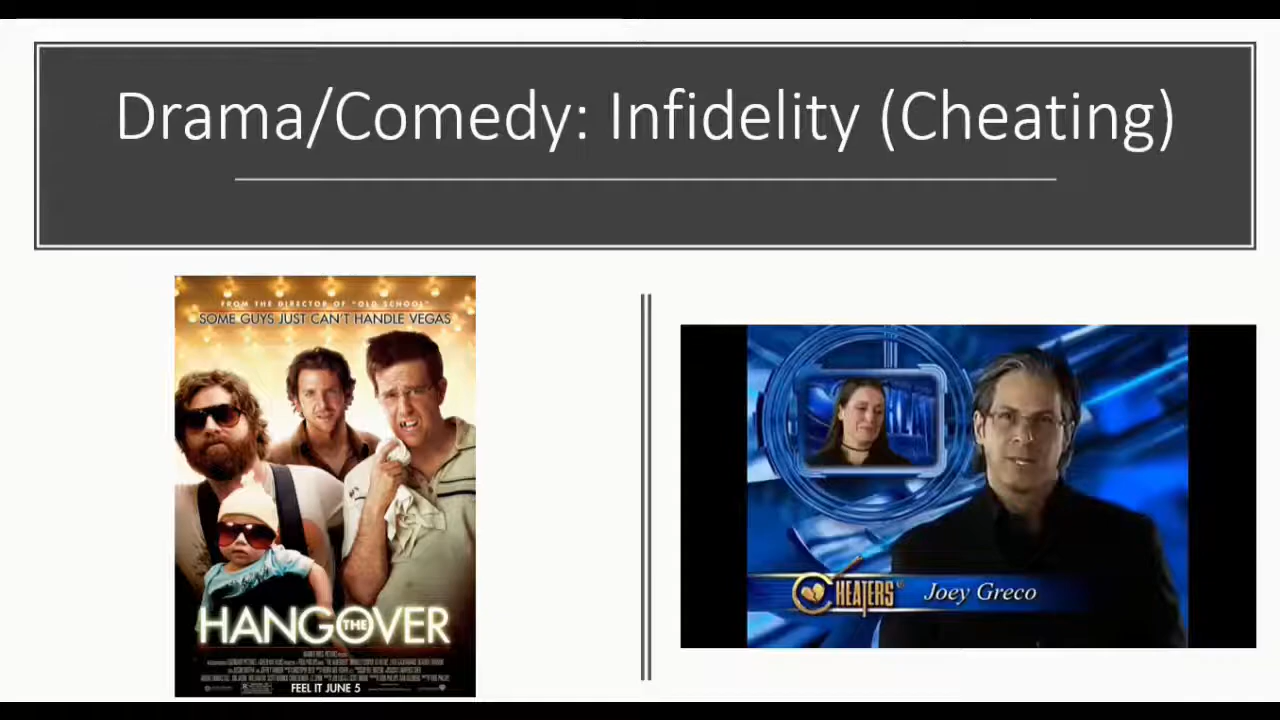 Drama/Comedy: Infidelity (Cheating)
FROM THE DIRECTOR OF "OLD SCHOOL"
SOME GUYS JUST CAN'T HANDLE VEGAS
THE HANGOVER
FEEL IT JUNE 5
CHEATERS Joey Greco